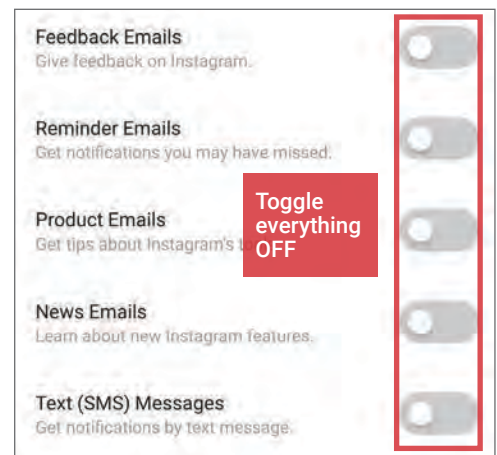 Feedback Emails
Give feedback on Instagram.
Reminder Emails
Get notifications you may have missed.
Product Emails
Get tips about Instagram's
Toggle
everything
OFF
News Emails
Learn about new Instagram features.
Text (SMS) Messages
Get notifications by text message.